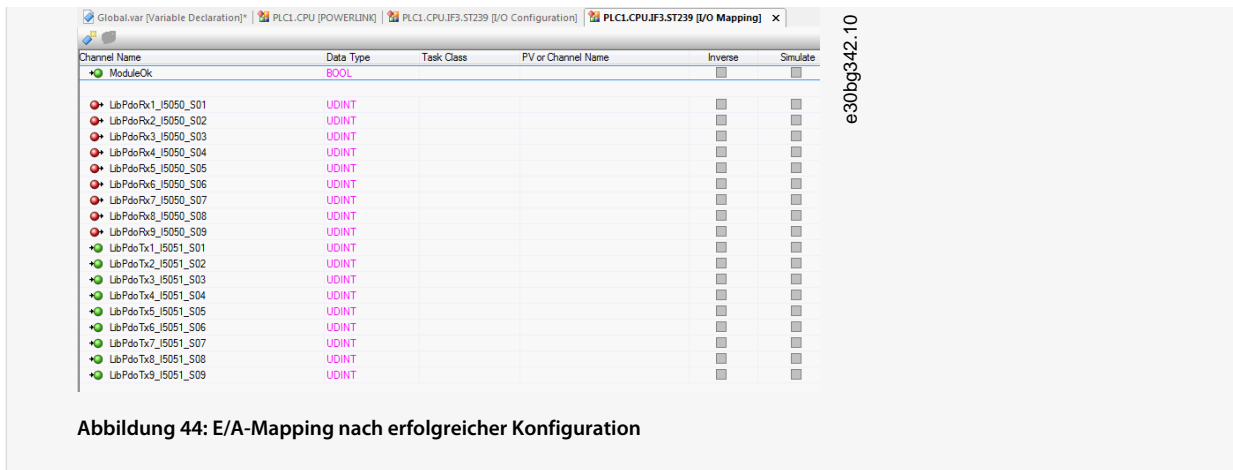 Global.var [Variable Declaration]* | PLC1.CPU [POWERLINK] | PLC1.CPU.IF3.ST239 [I/O Configuration] | PLC1.CPU.IF3.ST239 [I/O Mapping] ×
Channel Name Data Type Task Class PV or Channel Name Inverse Simulate
ModuleOk BOOL
LibPdoRx1_I5050_S01 UDINT
LibPdoRx2_I5050_S02 UDINT
LibPdoRx3_I5050_S03 UDINT
LibPdoRx4_I5050_S04 UDINT
LibPdoRx5_I5050_S05 UDINT
LibPdoRx6_I5050_S06 UDINT
LibPdoRx7_I5050_S07 UDINT
LibPdoRx8_I5050_S08 UDINT
LibPdoRx9_I5050_S09 UDINT
LibPdoTx1_I5051_S01 UDINT
LibPdoTx2_I5051_S02 UDINT
LibPdoTx3_I5051_S03 UDINT
LibPdoTx4_I5051_S04 UDINT
LibPdoTx5_I5051_S05 UDINT
LibPdoTx6_I5051_S06 UDINT
LibPdoTx7_I5051_S07 UDINT
LibPdoTx8_I5051_S08 UDINT
LibPdoTx9_I5051_S09 UDINT
e30bg342.10
Abbildung 44: E/A-Mapping nach erfolgreicher Konfiguration